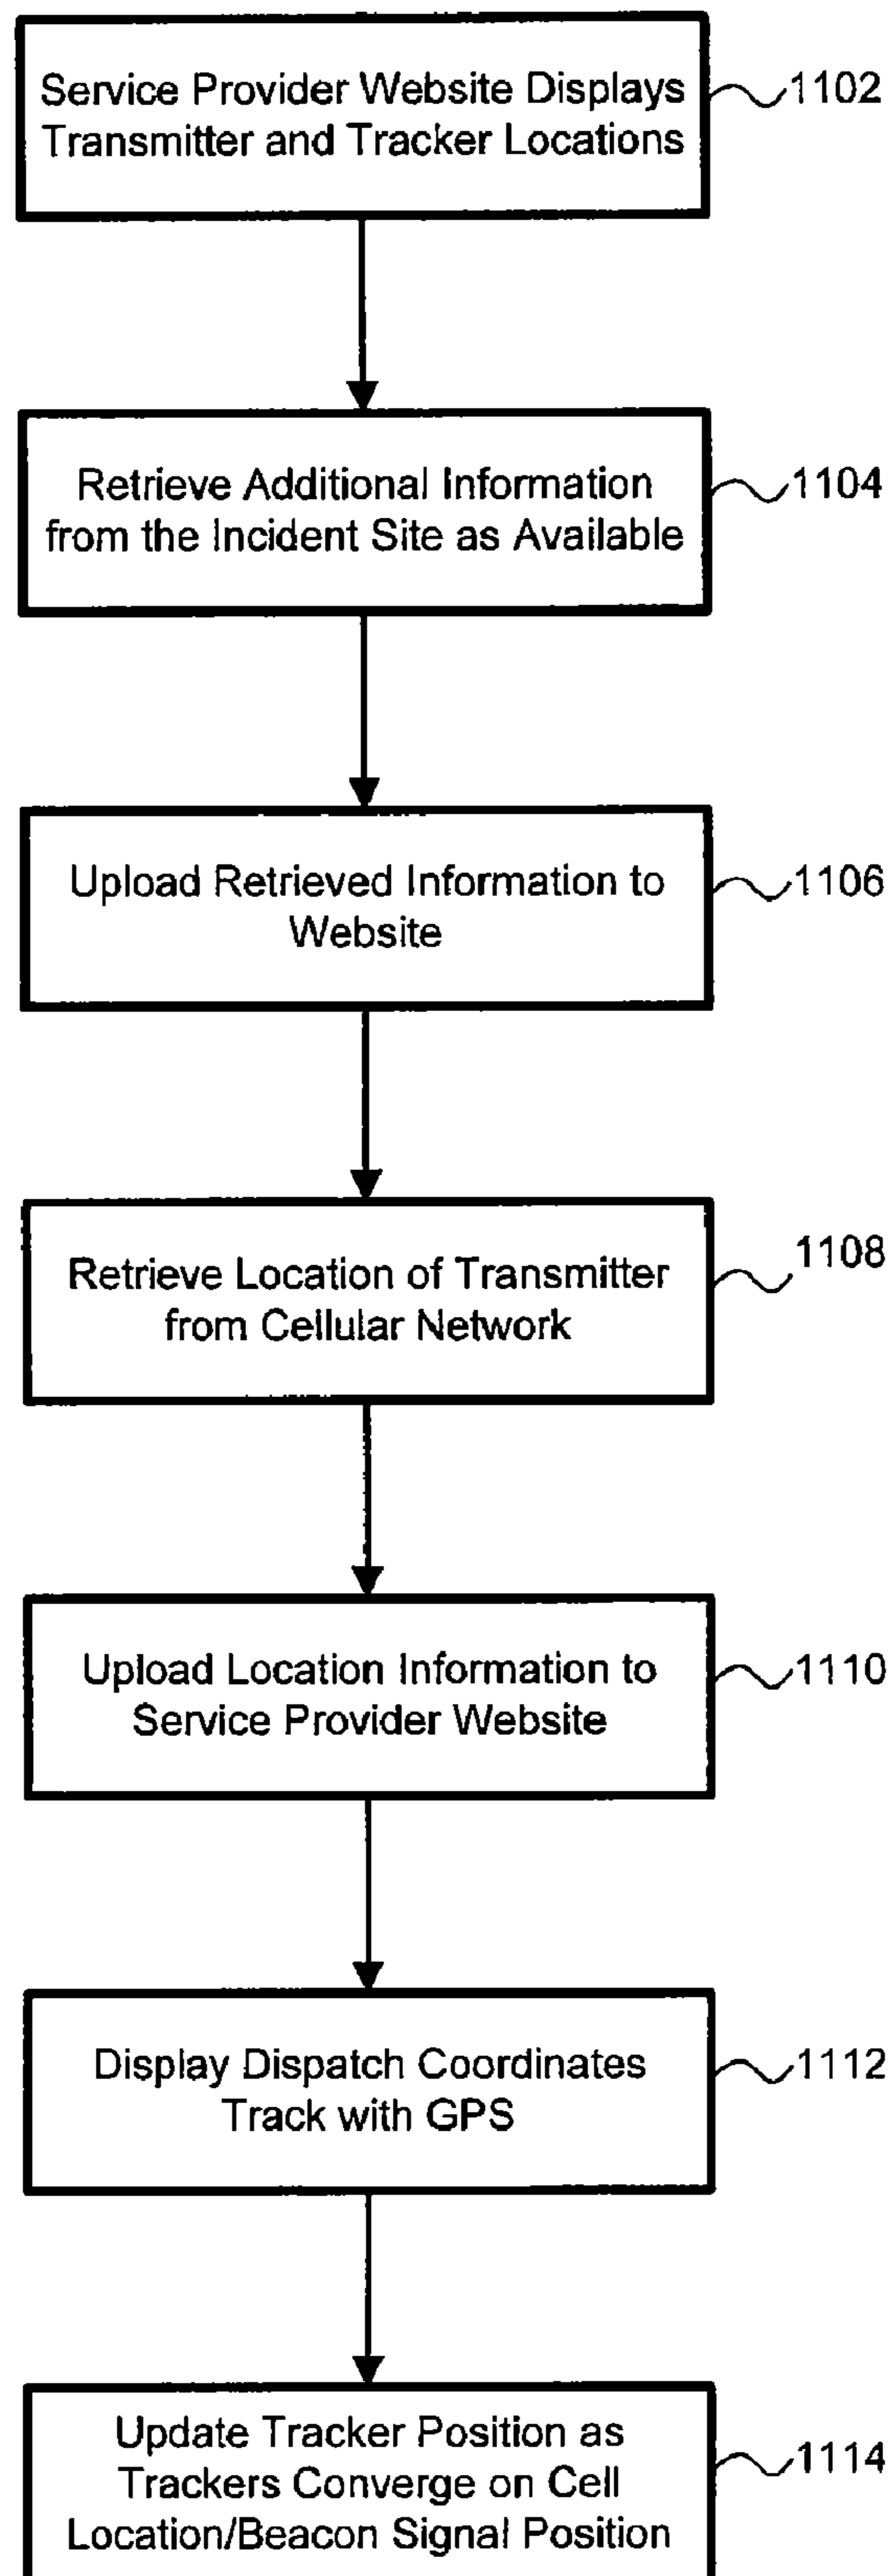 Service Provider Website Displays
Transmitter and Tracker Locations
1102
Retrieve Additional Information
from the Incident Site as Available
1104
Upload Retrieved Information to
Website
1106
Retrieve Location of Transmitter
from Cellular Network
1108
Upload Location Information to
Service Provider Website
1110
Display Dispatch Coordinates
Track with GPS
1112
Update Tracker Position as
Trackers Converge on Cell
Location/Beacon Signal Position
1114